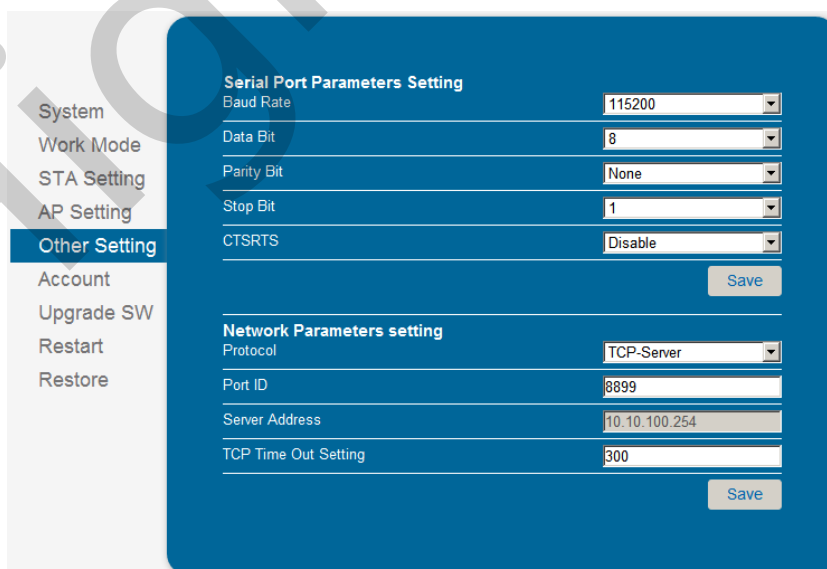 System
Work Mode
STA Setting
AP Setting
Other Setting
Account
Upgrade SW
Restart
Restore
Serial Port Parameters Setting
Baud Rate 115200
Data Bit 8
Parity Bit None
Stop Bit 1
CTSRTS Disable
Save
Network Parameters setting
Protocol TCP-Server
Port ID 8899
Server Address 10.10.100.254
TCP Time Out Setting 300
Save